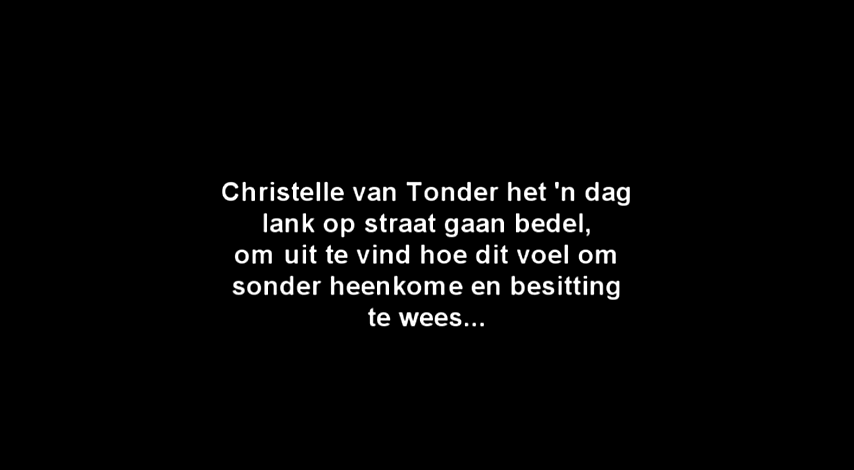 Christelle van Tonder het 'n dag
lank op straat gaan bedel,
om uit te vind hoe dit voel om
sonder heenkome en besitting
te wees...